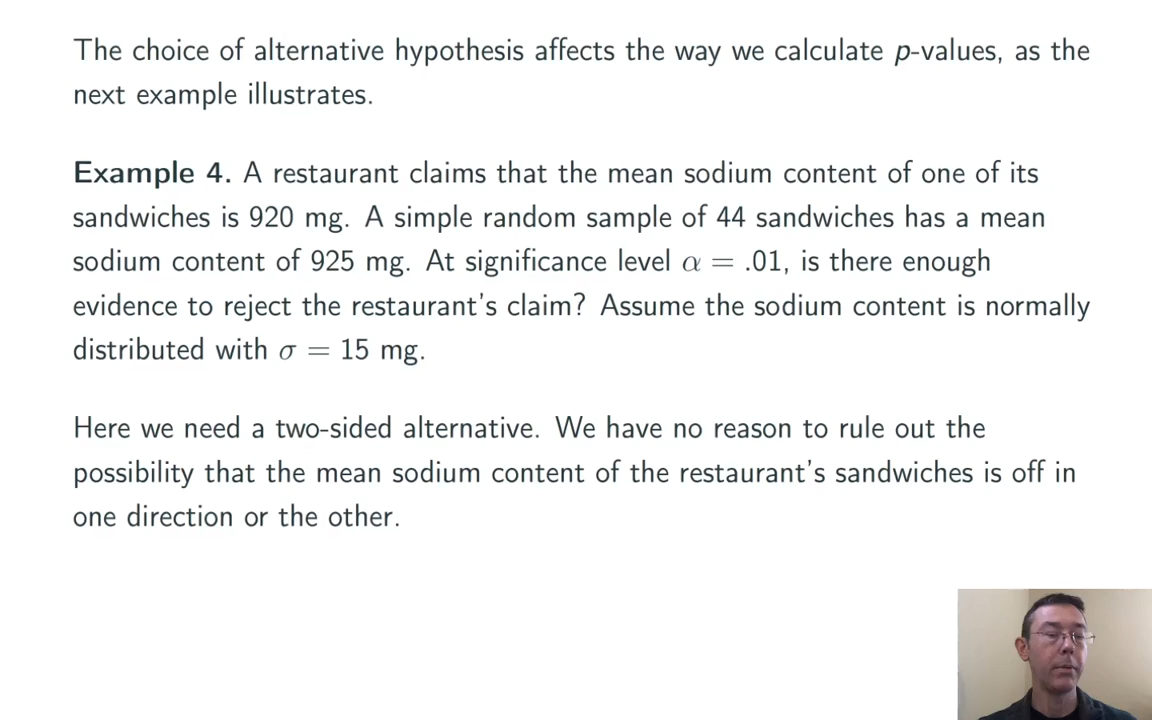 The choice of alternative hypothesis affects the way we calculate p-values, as the
next example illustrates.
Example 4. A restaurant claims that the mean sodium content of one of its
sandwiches is 920 mg. A simple random sample of 44 sandwiches has a mean
sodium content of 925 mg. At significance level α = .01, is there enough
evidence to reject the restaurant's claim? Assume the sodium content is normally
distributed with σ = 15 mg.
Here we need a two-sided alternative. We have no reason to rule out the
possibility that the mean sodium content of the restaurant's sandwiches is off in
one direction or the other.